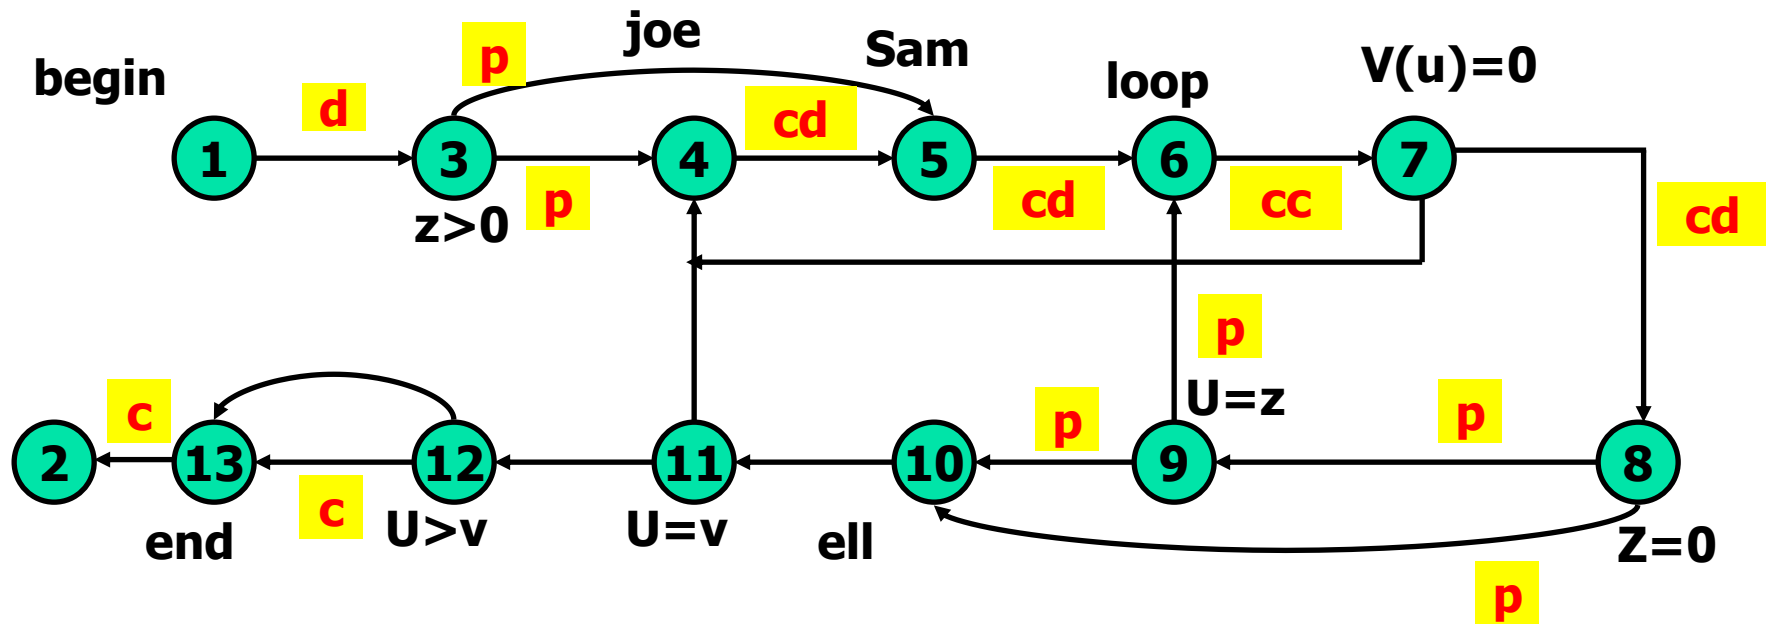 begin
d
p
joe
Sam
loop
V(u)=0
cd
1
3
4
5
6
7
z>0
p
cd
cc
cd
p
U=z
c
p
p
2
13
12
11
10
9
8
end
c
U>v
U=v
ell
Z=0
p